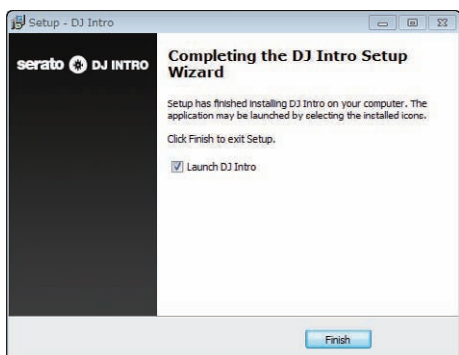 Setup - DJ Intro
serato DJ INTRO
Completing the DJ Intro Setup
Wizard
Setup has finished installing DJ Intro on your computer. The
application may be launched by selecting the installed icons.
Click Finish to exit Setup.
Launch DJ Intro
Finish